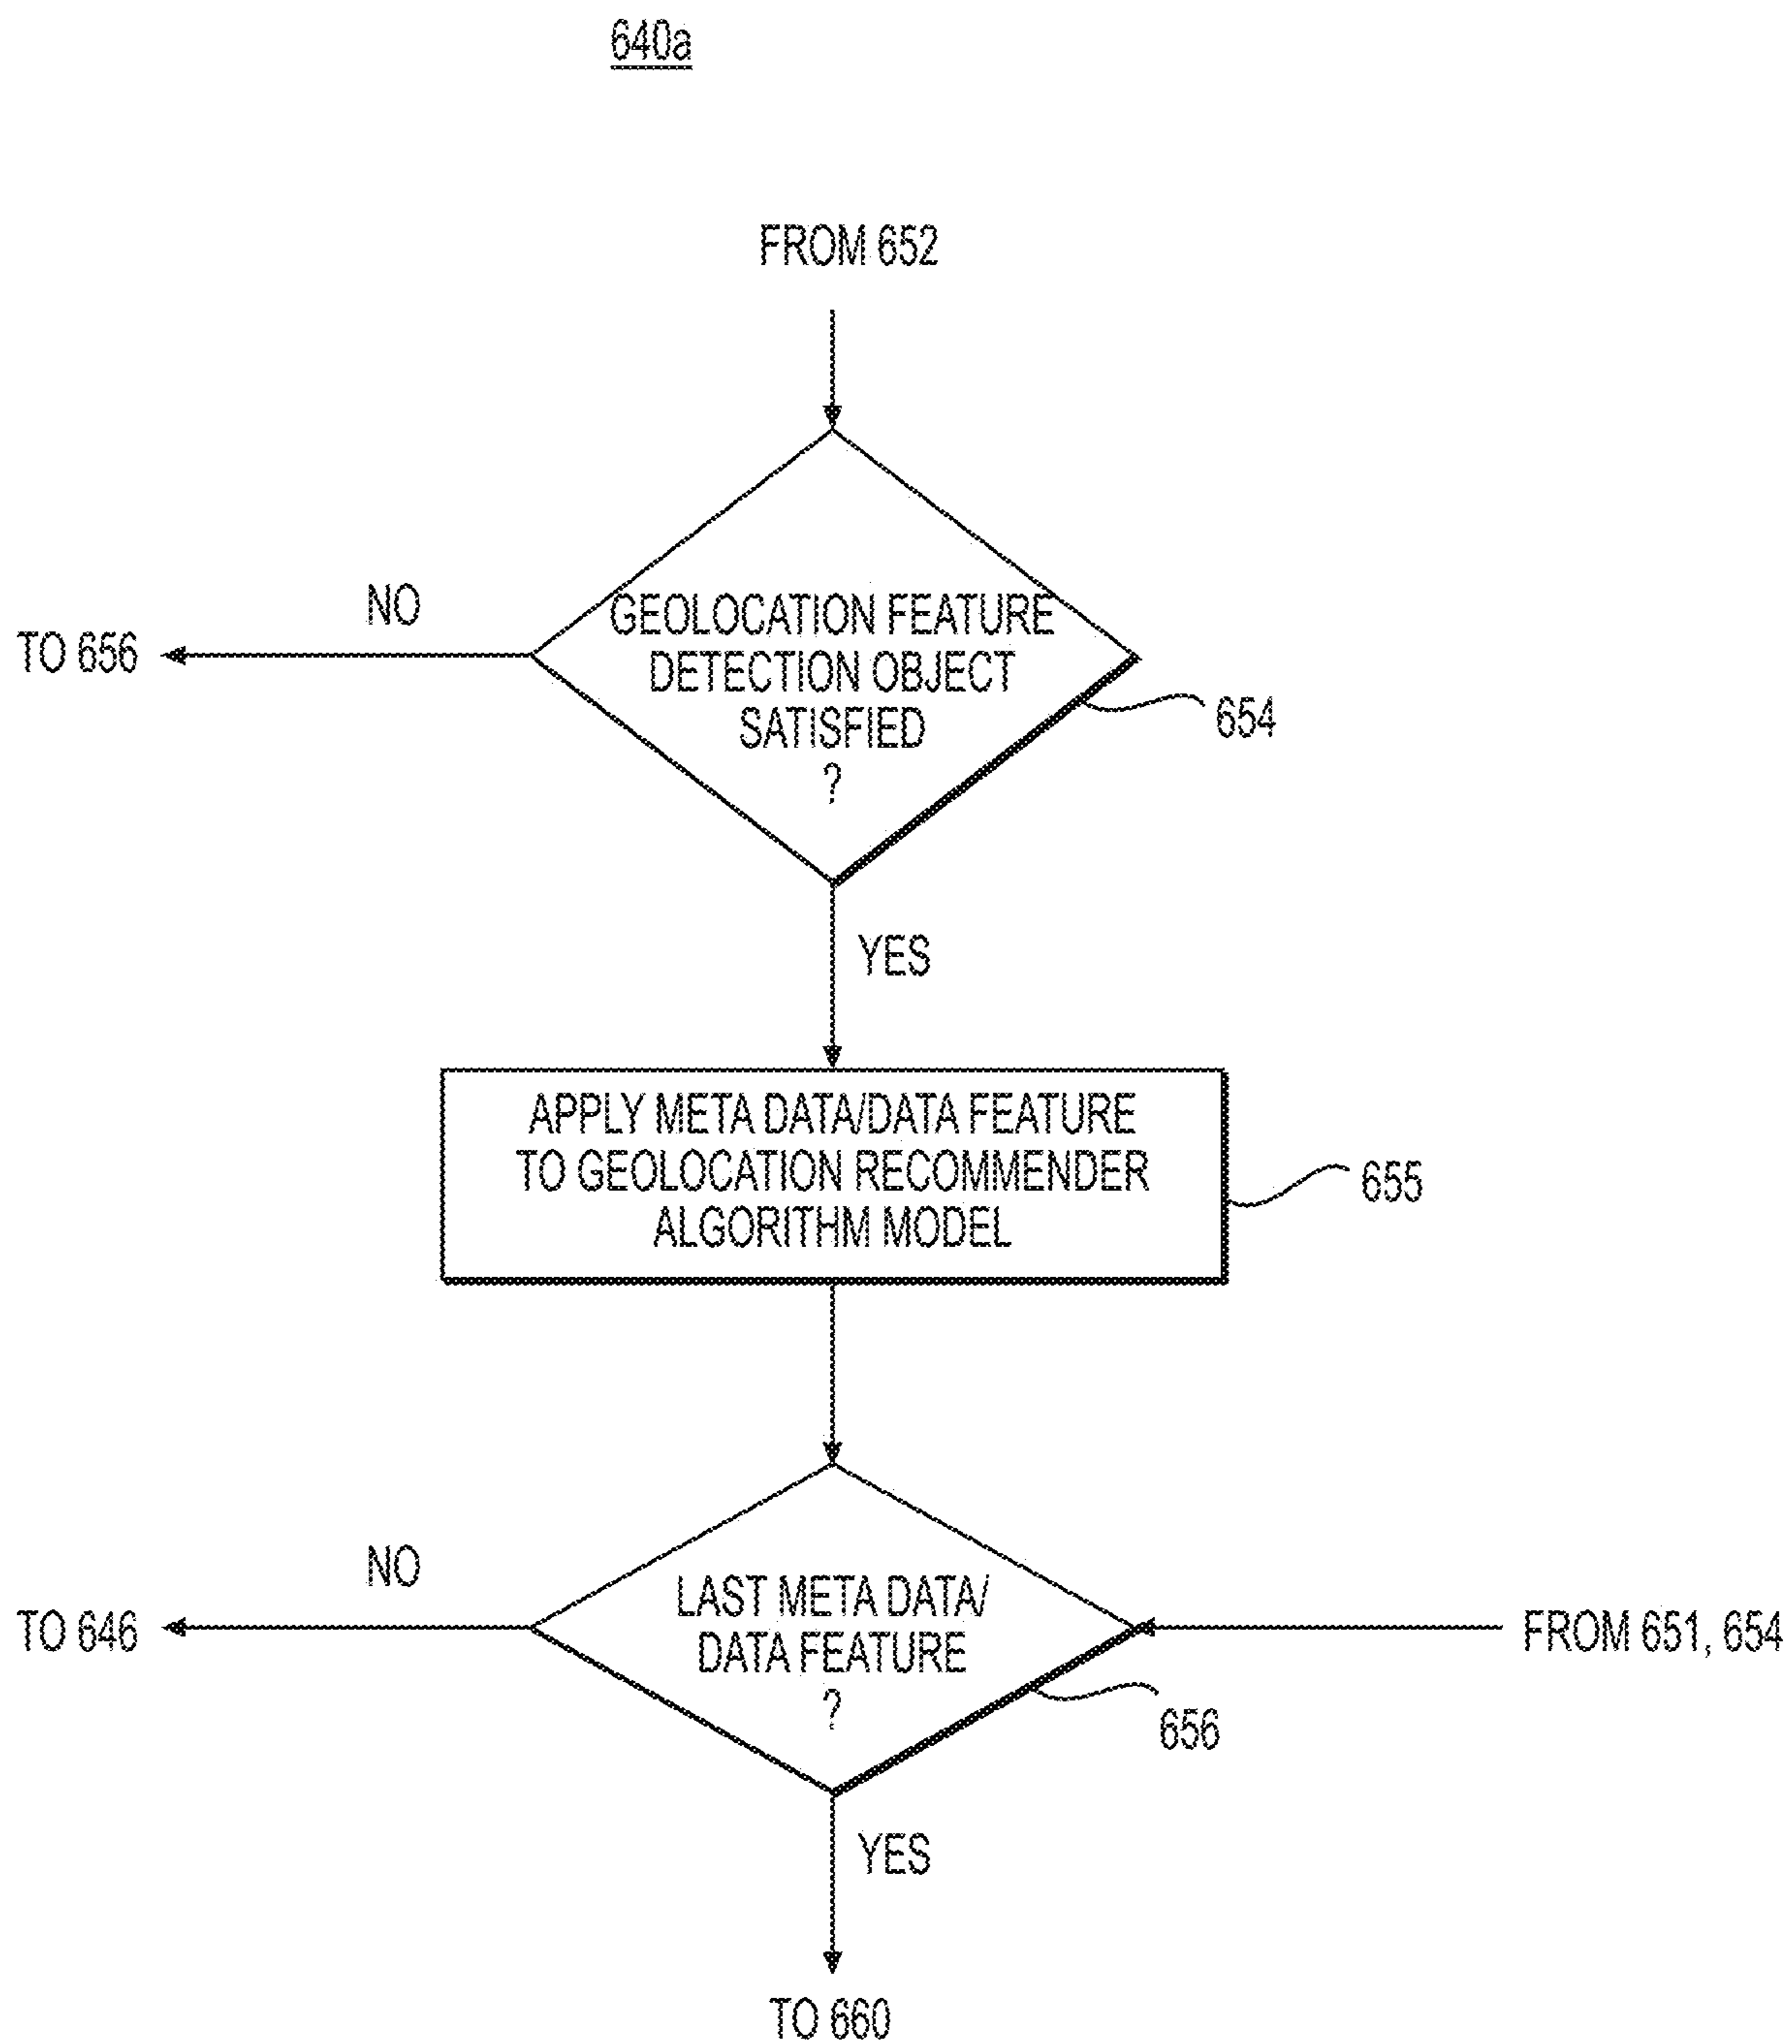 640a
FROM 652
NO
TO 656
GEOLOCATION FEATURE
DETECTION OBJECT
SATISFIED
?
654
YES
APPLY META DATA/DATA FEATURE
TO GEOLOCATION RECOMMENDER
ALGORITHM MODEL
655
NO
TO 646
LAST META DATA/
DATA FEATURE
?
FROM 651, 654
656
YES
TO 660